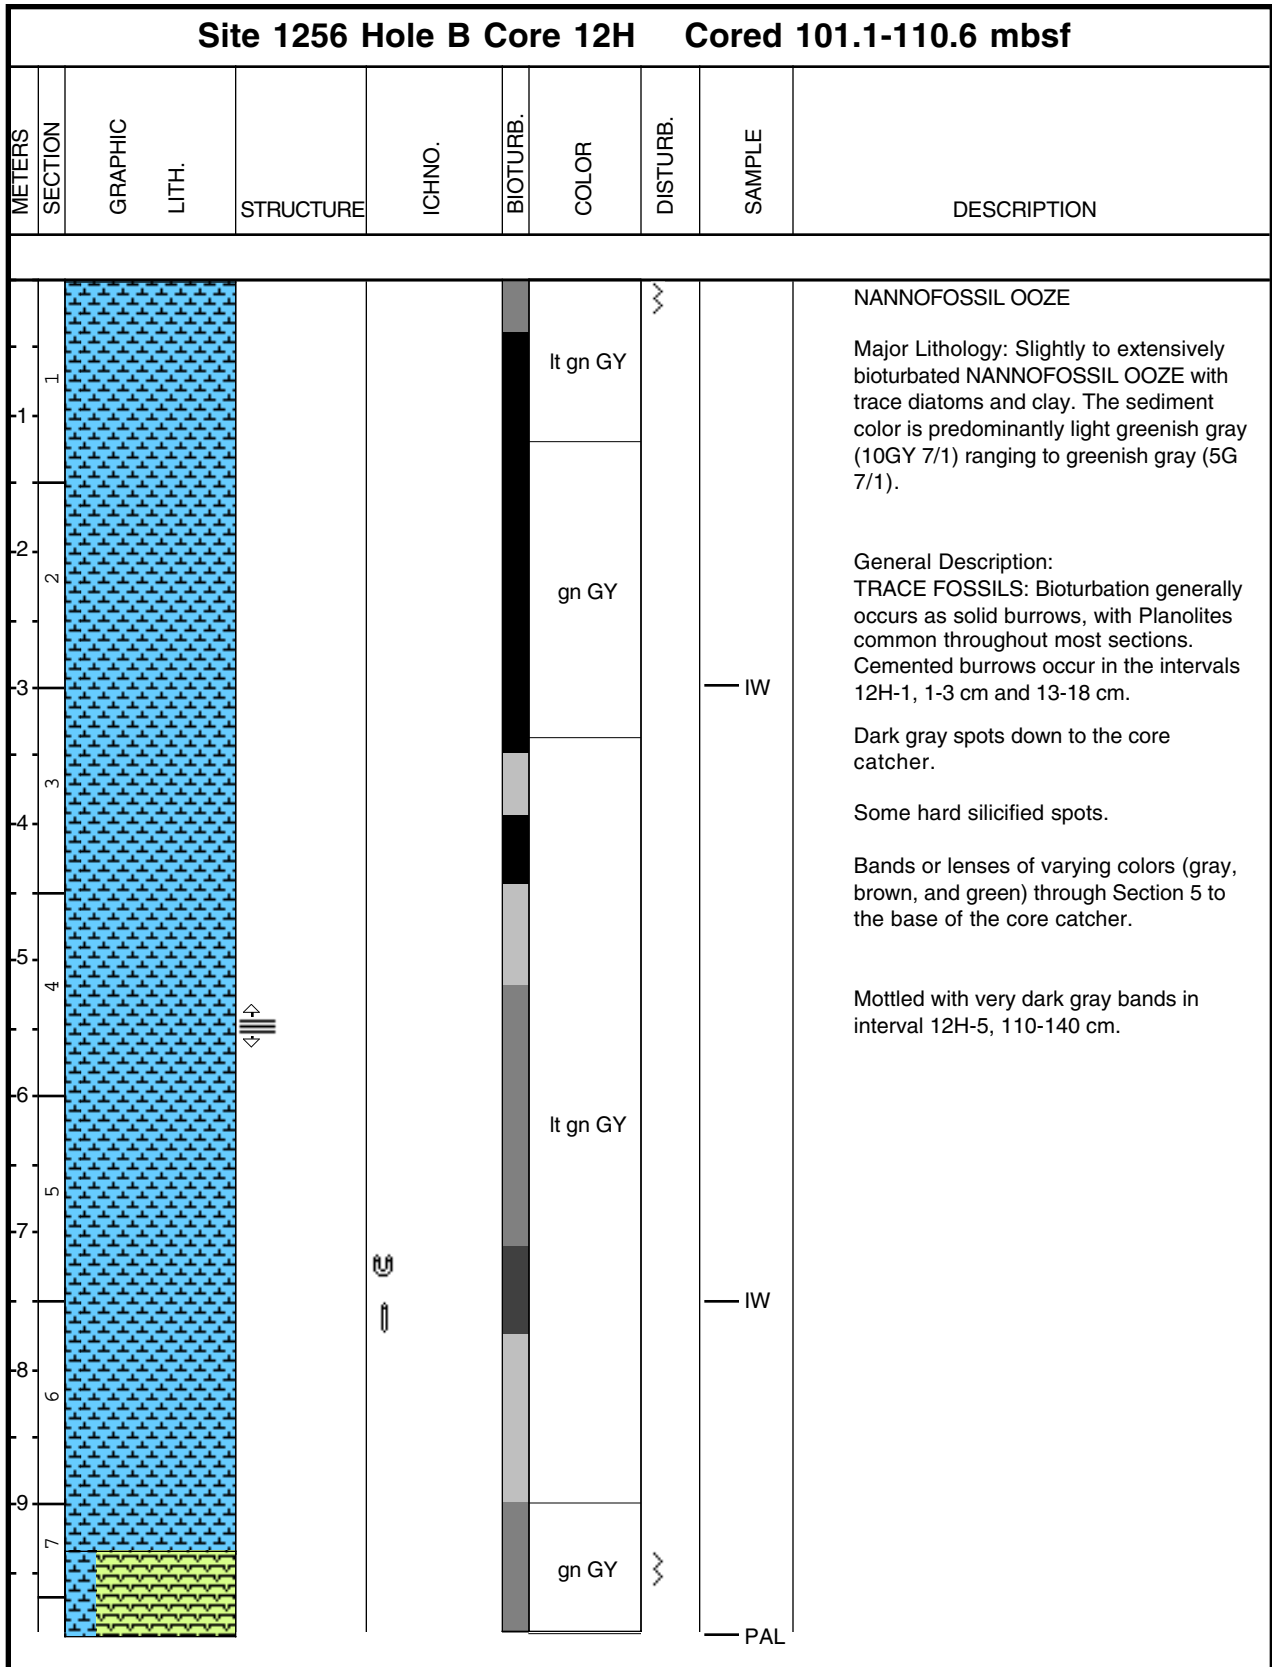 Site 1256 Hole B Core 12H Cored 101.1-110.6 mbsf
METERS
SECTION
GRAPHIC
LITH.
STRUCTURE
ICHNO.
BIOTURB.
COLOR
DISTURB.
SAMPLE
DESCRIPTION
1
2
3
4
5
6
7
8
9
1
2
3
4
5
6
7
lt gn GY
gn GY
lt gn GY
gn GY
IW
IW
PAL
NANNOFOSSIL OOZE
Major Lithology: Slightly to extensively
bioturbated NANNOFOSSIL OOZE with
trace diatoms and clay. The sediment
color is predominantly light greenish gray
(10GY 7/1) ranging to greenish gray (5G
7/1).
General Description:
TRACE FOSSILS: Bioturbation generally
occurs as solid burrows, with Planolites
common throughout most sections.
Cemented burrows occur in the intervals
12H-1, 1-3 cm and 13-18 cm.
Dark gray spots down to the core
catcher.
Some hard silicified spots.
Bands or lenses of varying colors (gray,
brown, and green) through Section 5 to
the base of the core catcher.
Mottled with very dark gray bands in
interval 12H-5, 110-140 cm.